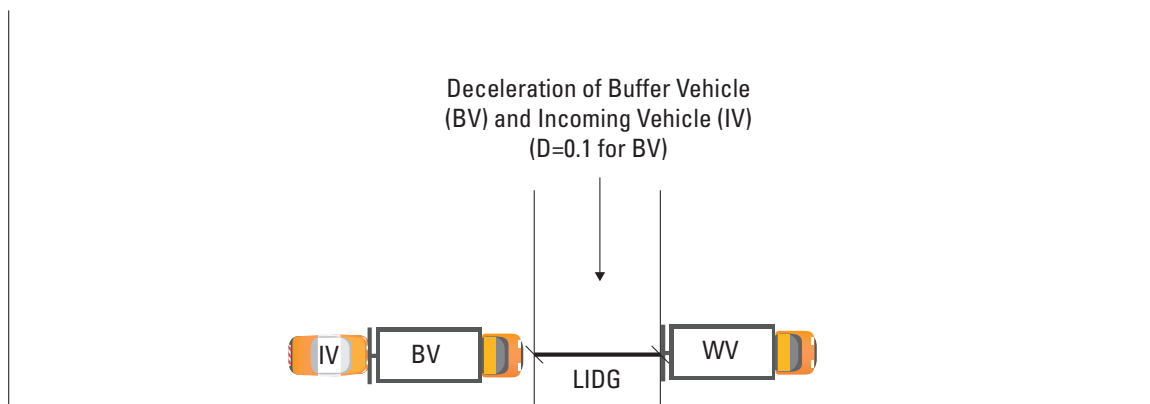 Deceleration of Buffer Vehicle
(BV) and Incoming Vehicle (IV)
(D=0.1 for BV)
IV
BV
WV
LIDG